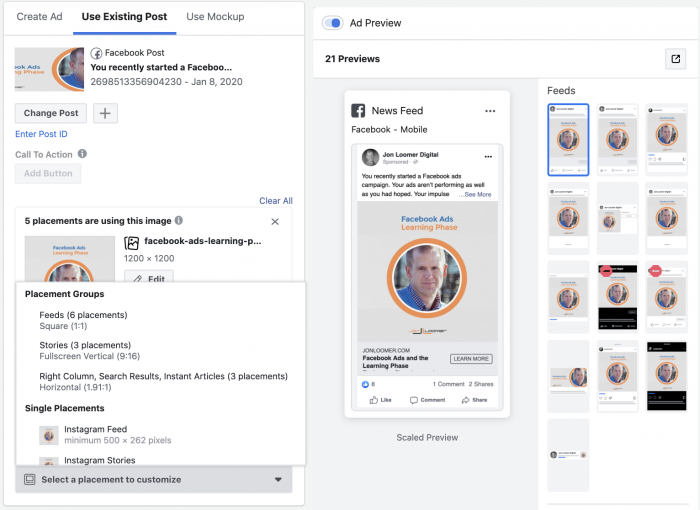 Create Ad
Use Existing Post
Use Mockup
Facebook Post
You recently started a Faceboo...
2698513356904230 - Jan 8, 2020
Change Post
Enter Post ID
Call To Action
Add Button
Clear All
5 placements are using this image
Facebook Ads
Learning Phase
facebook-ads-learning-p...
1200 × 1200
Edit
Placement Groups
Feeds (6 placements)
Square (1:1)
Stories (3 placements)
Fullscreen Vertical (9:16)
Right Column, Search Results, Instant Articles (3 placements)
Horizontal (1.91:1)
Single Placements
Instagram Feed
minimum 500 × 262 pixels
Instagram Stories
Select a placement to customize
Ad Preview
21 Previews
News Feed
Facebook - Mobile
Jon Loomer Digital
Sponsored
You recently started a Facebook ads
campaign. Your ads aren't performing as well
as you had hoped. Your impulse ...See More
Facebook Ads
Learning Phase
JON LOOMER
JONLOOMER.COM
Facebook Ads and the
Learning Phase
LEARN MORE
8
1 Comment 2 Shares
Like
Comment
Share
Scaled Preview
Feeds